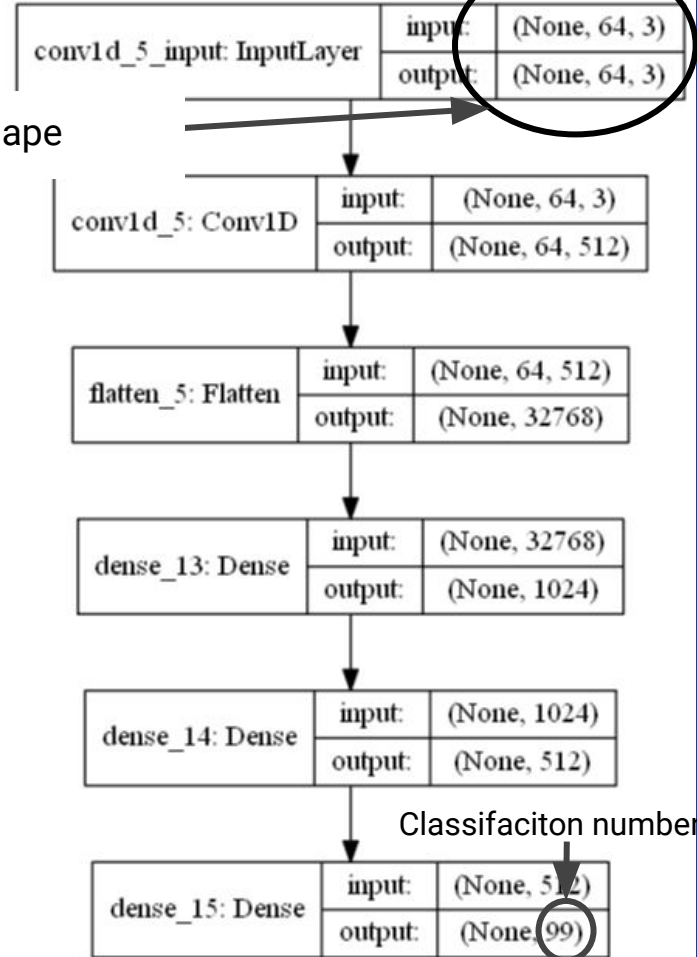 conv1d_5_input: InputLayer
input: (None, 64, 3)
output: (None, 64, 3)
ape
conv1d_5: Conv1D
input: (None, 64, 3)
output: (None, 64, 512)
flatten_5: Flatten
input: (None, 64, 512)
output: (None, 32768)
dense_13: Dense
input: (None, 32768)
output: (None, 1024)
dense_14: Dense
input: (None, 1024)
output: (None, 512)
Classifaciton number
dense_15: Dense
input: (None, 512)
output: (None, 99)